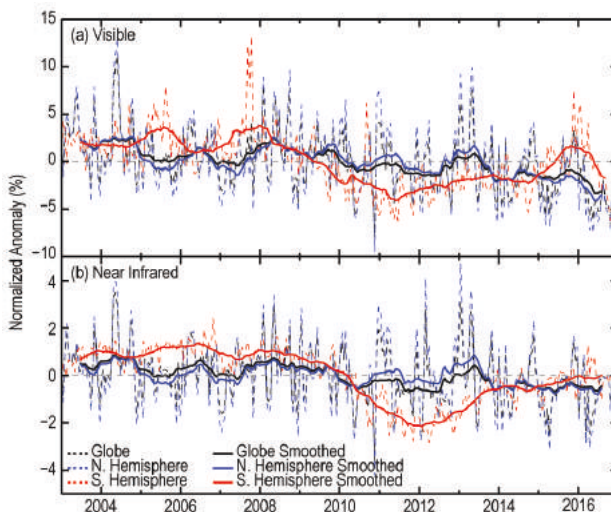 15
(a) Visible
10
5
0
−5
−10
Normalized Anomaly (%)
(b) Near Infrared
4
2
0
−2
−4
Globe
Globe Smoothed
N. Hemisphere
N. Hemisphere Smoothed
S. Hemisphere
S. Hemisphere Smoothed
2004 2006 2008 2010 2012 2014 2016